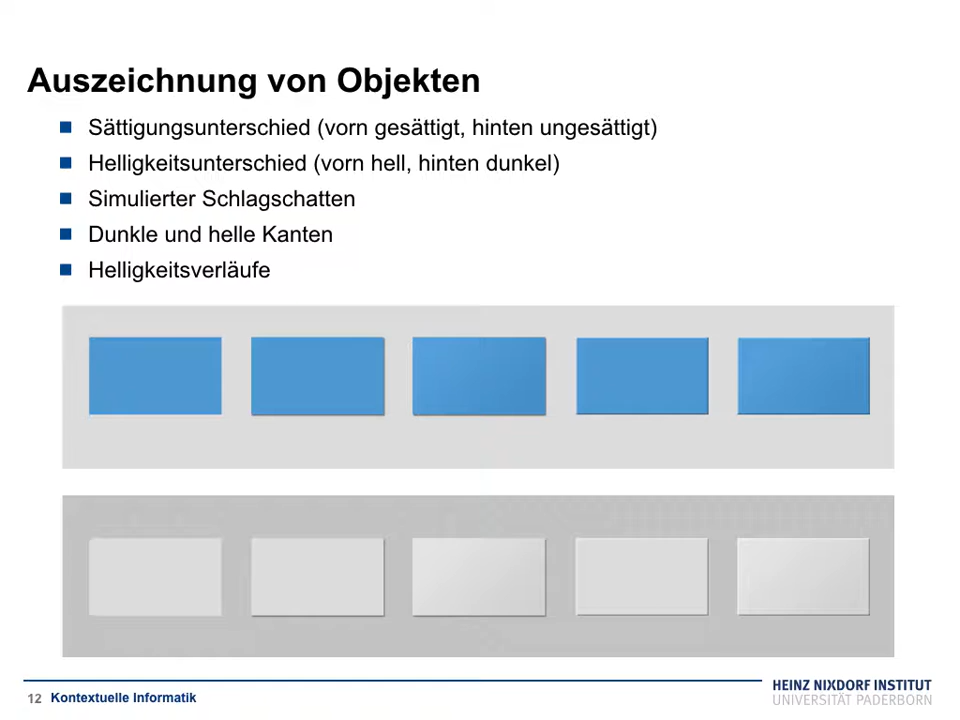 Auszeichnung von Objekten
Sättigungsunterschied (vorn gesättigt, hinten ungesättigt)
Helligkeitsunterschied (vorn hell, hinten dunkel)
Simulierter Schlagschatten
Dunkle und helle Kanten
Helligkeitsverläufe
12 Kontextuelle Informatik
HEINZ NIXDORF INSTITUT
UNIVERSITÄT PADERBORN